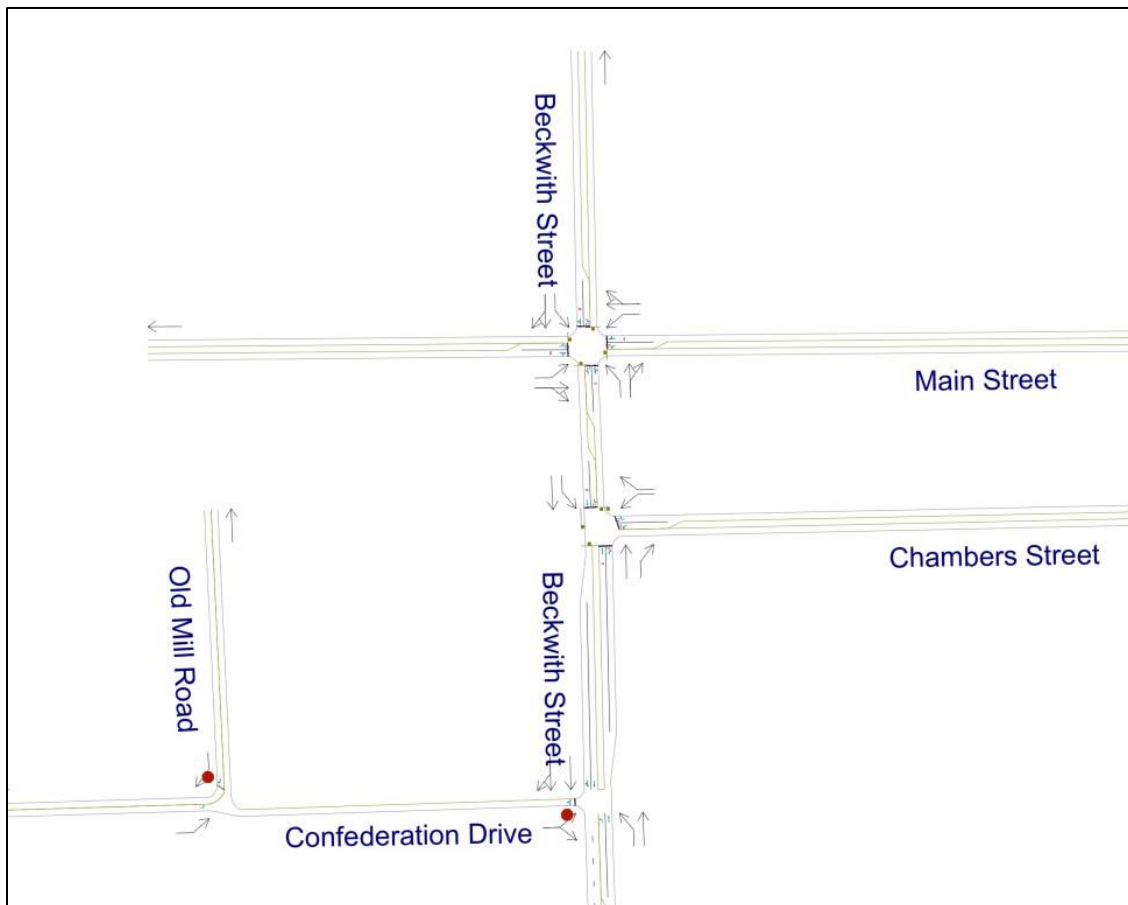 Beckwith Street
Main Street
Chambers Street
Old Mill Road
Beckwith Street
Confederation Drive